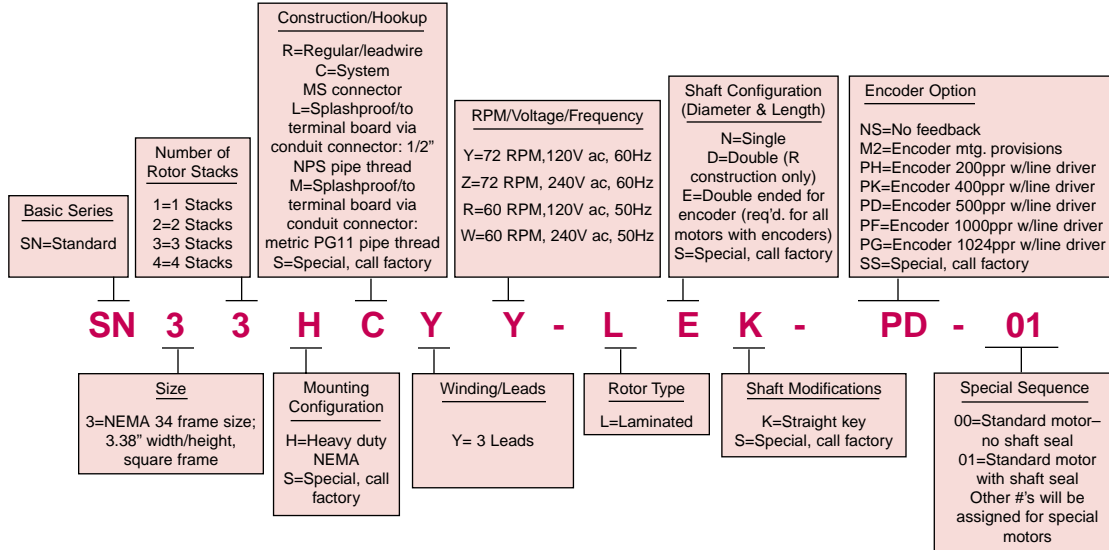 Construction/Hookup
R=Regular/leadwire
C=System
MS connector
L=Splashproof/to
terminal board via
conduit connector: 1/2”
NPS pipe thread
M=Splashproof/to
terminal board via
conduit connector:
metric PG11 pipe thread
S=Special, call factory
Shaft Configuration
(Diameter & Length)
N=Single
D=Double (R
construction only)
E=Double ended for
encoder (req’d. for all
motors with encoders)
S=Special, call factory
Encoder Option
NS=No feedback
M2=Encoder mtg. provisions
PH=Encoder 200ppr w/line driver
PK=Encoder 400ppr w/line driver
PD=Encoder 500ppr w/line driver
PF=Encoder 1000ppr w/line driver
PG=Encoder 1024ppr w/line driver
SS=Special, call factory
RPM/Voltage/Frequency
Y=72 RPM,120V ac, 60Hz
Z=72 RPM, 240V ac, 60Hz
R=60 RPM,120V ac, 50Hz
W=60 RPM, 240V ac, 50Hz
Number of
Rotor Stacks
1=1 Stacks
2=2 Stacks
3=3 Stacks
4=4 Stacks
Basic Series
SN=Standard
SN 3 3 H C Y Y - L E K - PD - 01
Size
3=NEMA 34 frame size;
3.38” width/height,
square frame
Mounting
Configuration
H=Heavy duty
NEMA
S=Special, call
factory
Winding/Leads
Y= 3 Leads
Rotor Type
L=Laminated
Shaft Modifications
K=Straight key
S=Special, call factory
Special Sequence
00=Standard motor–
no shaft seal
01=Standard motor
with shaft seal
Other #’s will be
assigned for special
motors